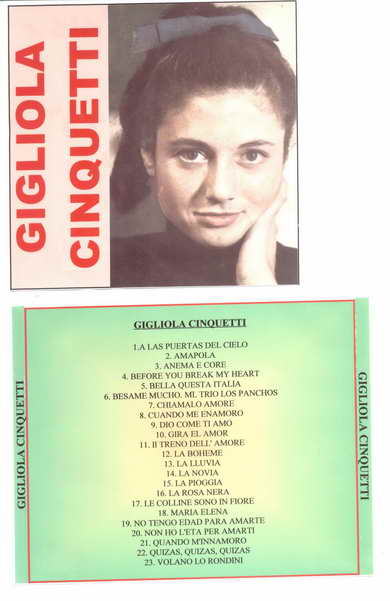 GIGLIOLA
CINQUETTI
GIGLIOLA CINQUETTI
1.A LAS PUERTAS DEL CIELO
2. AMAPOLA
3. ANEMA E CORE
4. BEFORE YOU BREAK MY HEART
5. BELLA QUESTA ITALIA
6. BESAME MUCHO. MI. TRIO LOS PANCHOS
7. CHIAMALO AMORE
8. CUANDO ME ENAMORO
9. DIO COME TI AMO
10. GIRA EL AMOR
11. Il TRENO DELL' AMORE
12. LA BOHEME
13. LA LLUVIA
14. LA NOVIA
15. LA PIOGGIA
16. LA ROSA NERA
17. LE COLLINE SONO IN FIORE
18. MARIA ELENA
19. NO TENGO EDAD PARA AMARTE
20. NON HO L'ETA PER AMARTI
21. QUANDO M'INNAMORO
22. QUIZAS, QUIZAS, QUIZAS
23. VOLANO LO RONDINI
GIGLIOLA CINQUETTI
GIGLIOLA CINQUETTI